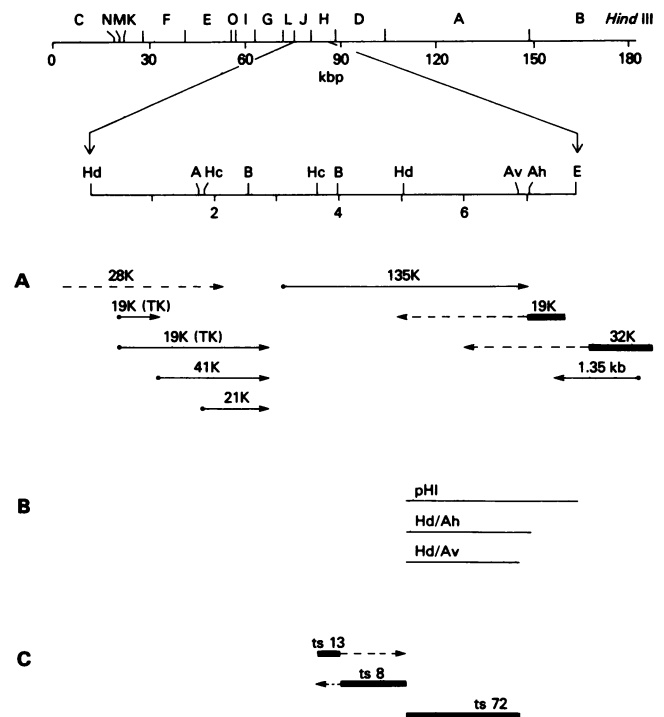 C NMK F E O I G L J H D A B Hind III
0 30 60 90 120 150 180
kbp
Hd A Hc B Hc B Hd Av Ah E
2 4 6
A
28K 135K
19K (TK) 19K
19K (TK) 32K
41K 1.35 kb
21K
B
pHI
Hd/Ah
Hd/Av
C
ts 13
ts 8
ts 72